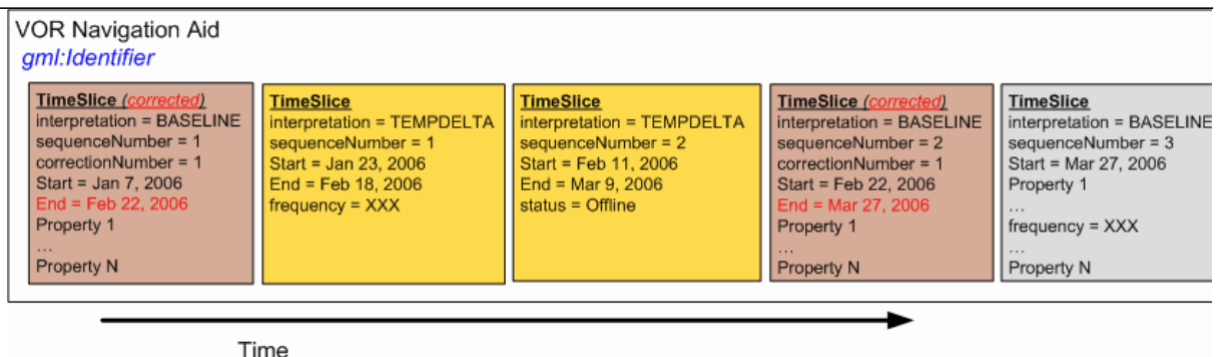 VOR Navigation Aid
gml:Identifier
TimeSlice (corrected)
interpretation = BASELINE
sequenceNumber = 1
correctionNumber = 1
Start = Jan 7, 2006
End = Feb 22, 2006
Property 1
...
Property N
TimeSlice
interpretation = TEMPDELTA
sequenceNumber = 1
Start = Jan 23, 2006
End = Feb 18, 2006
frequency = XXX
TimeSlice
interpretation = TEMPDELTA
sequenceNumber = 2
Start = Feb 11, 2006
End = Mar 9, 2006
status = Offline
TimeSlice (corrected)
interpretation = BASELINE
sequenceNumber = 2
correctionNumber = 1
Start = Feb 22, 2006
End = Mar 27, 2006
Property 1
...
Property N
TimeSlice
interpretation = BASELINE
sequenceNumber = 3
Start = Mar 27, 2006
Property 1
...
frequency = XXX
...
Property N
Time